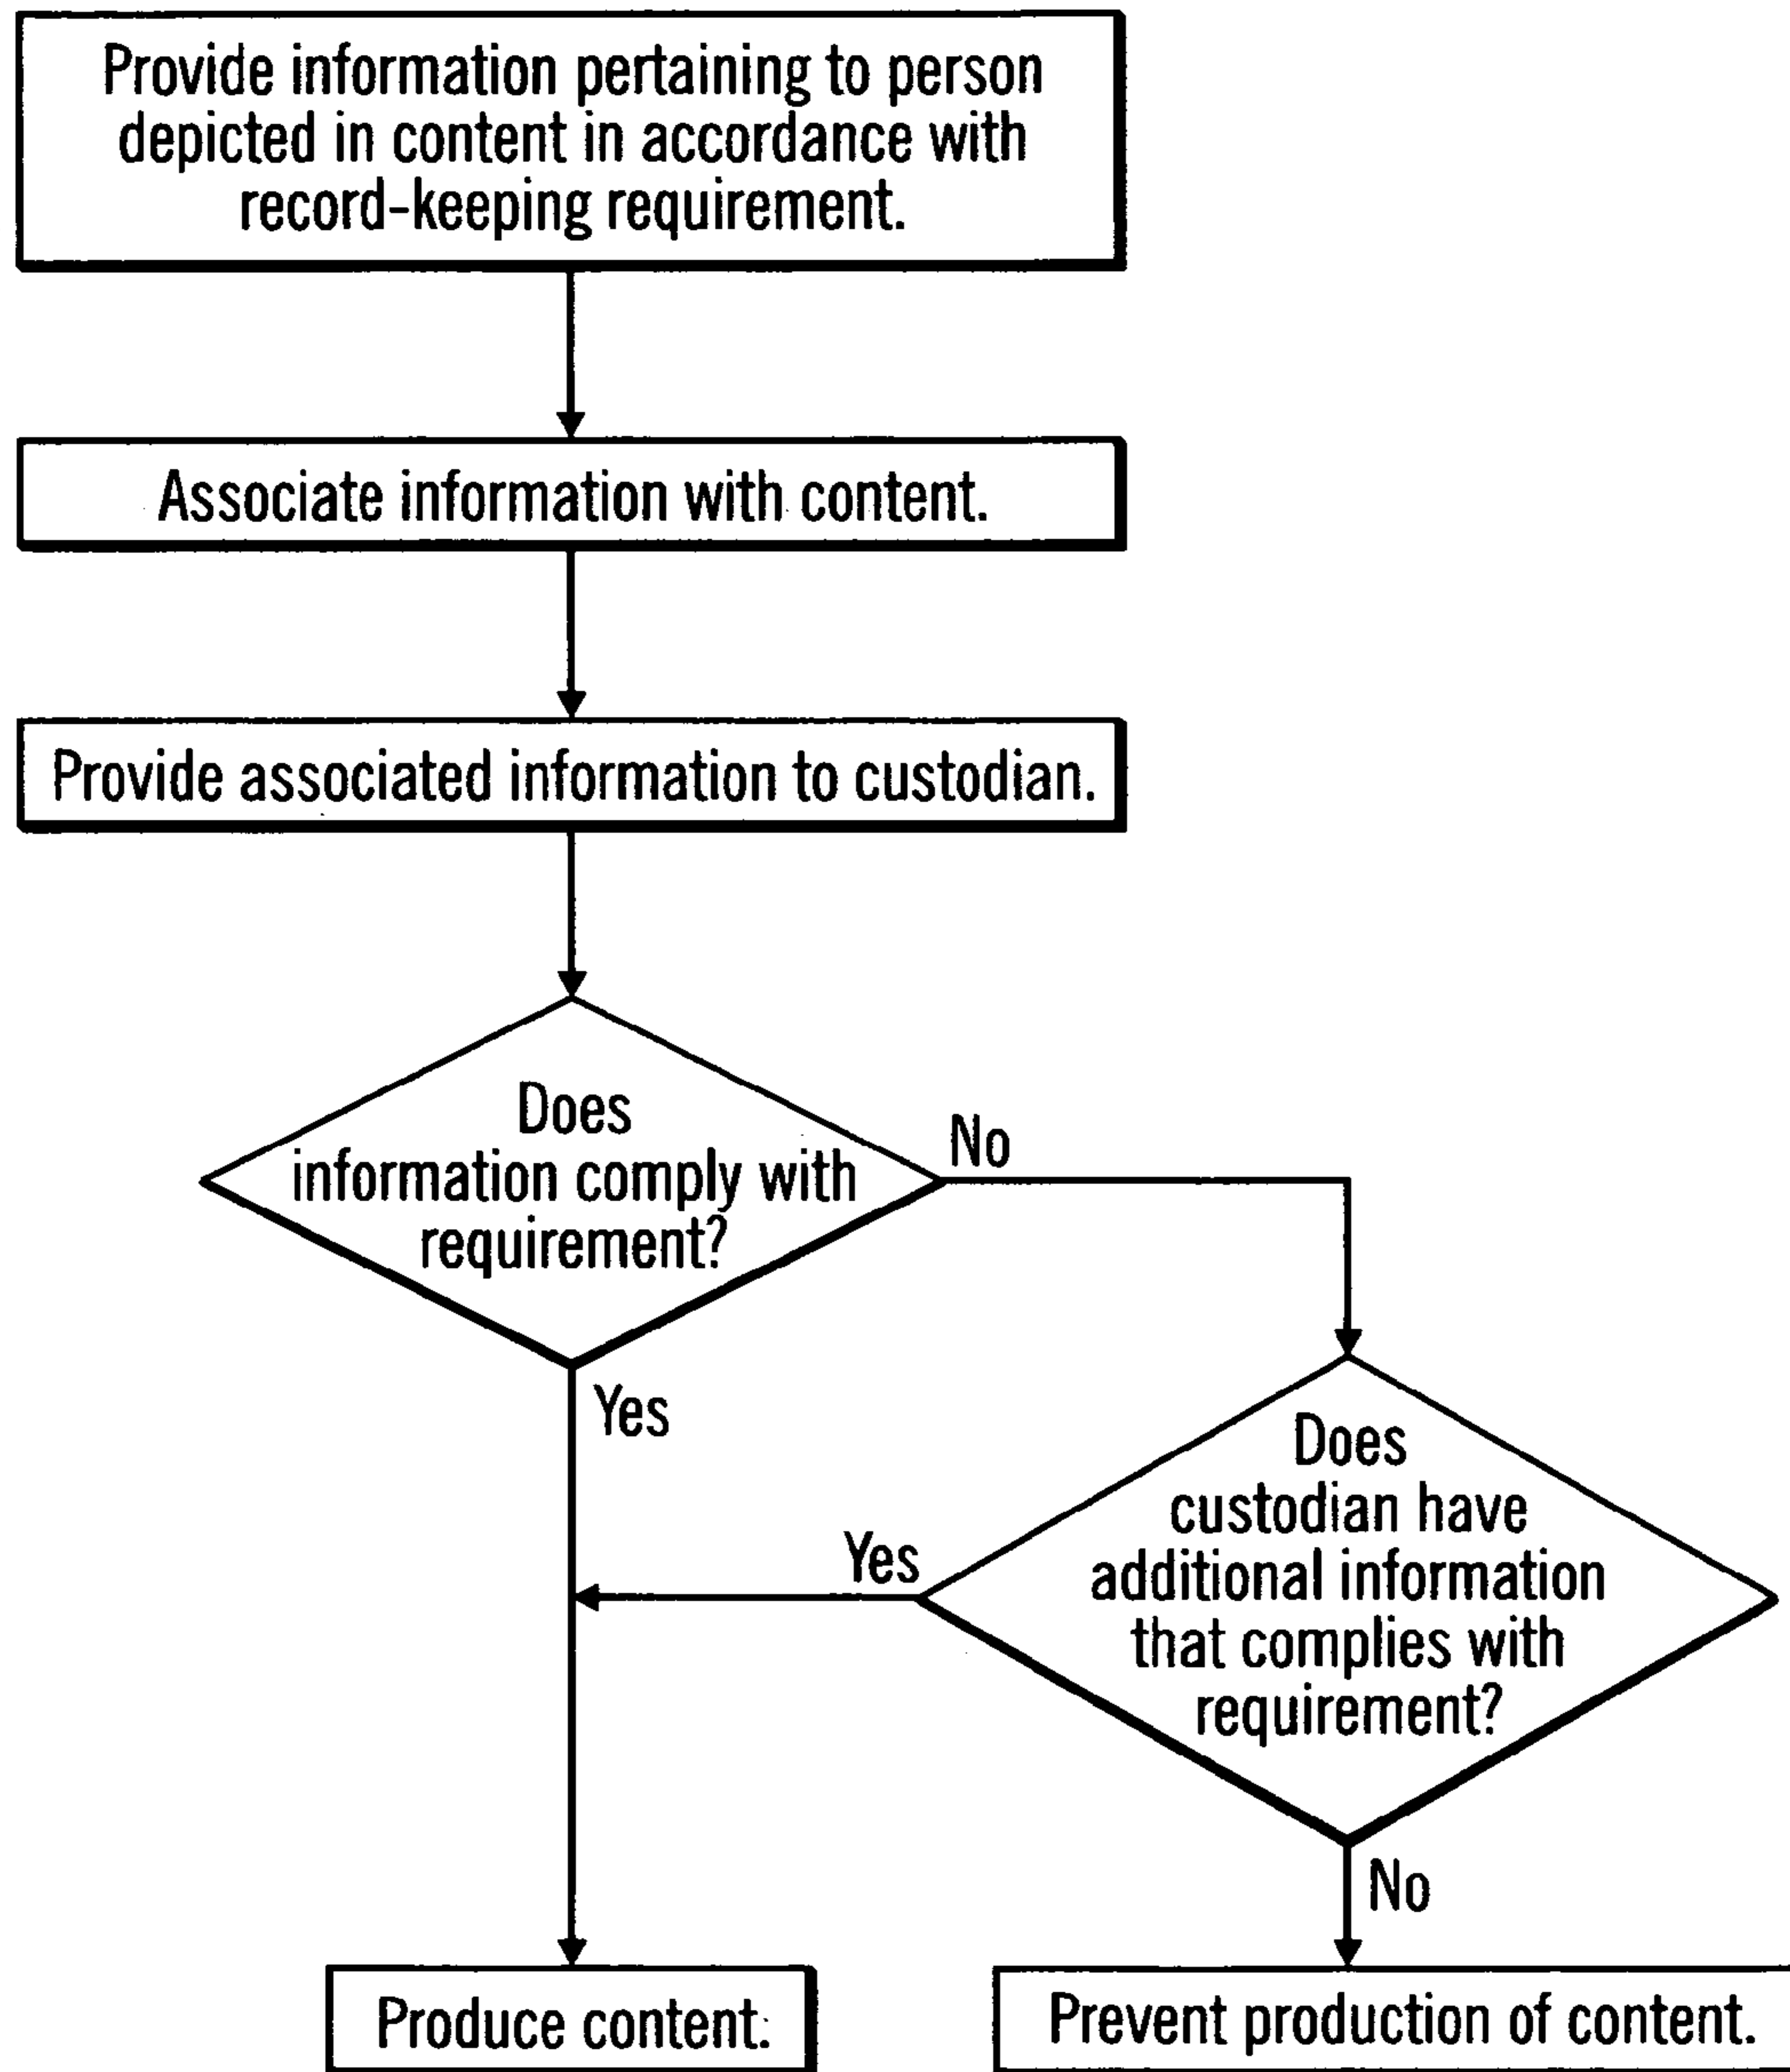 Provide information pertaining to person
depicted in content in accordance with
record-keeping requirement.
Associate information with content.
Provide associated information to custodian.
Does
information comply with
requirement?
No
Yes
Does
custodian have
additional information
that complies with
requirement?
Yes
No
Produce content.
Prevent production of content.